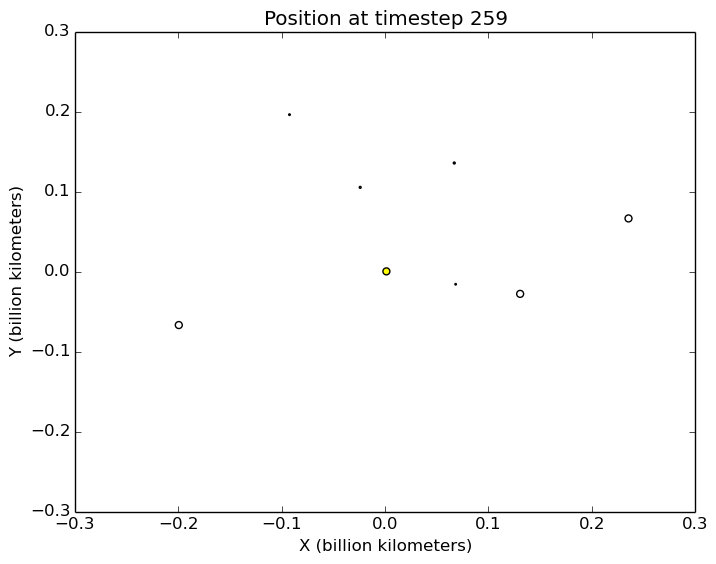 Position at timestep 259
0.3
0.2
0.1
0.0
−0.1
−0.2
−0.3
Y (billion kilometers)
−0.3 −0.2 −0.1 0.0 0.1 0.2 0.3
X (billion kilometers)